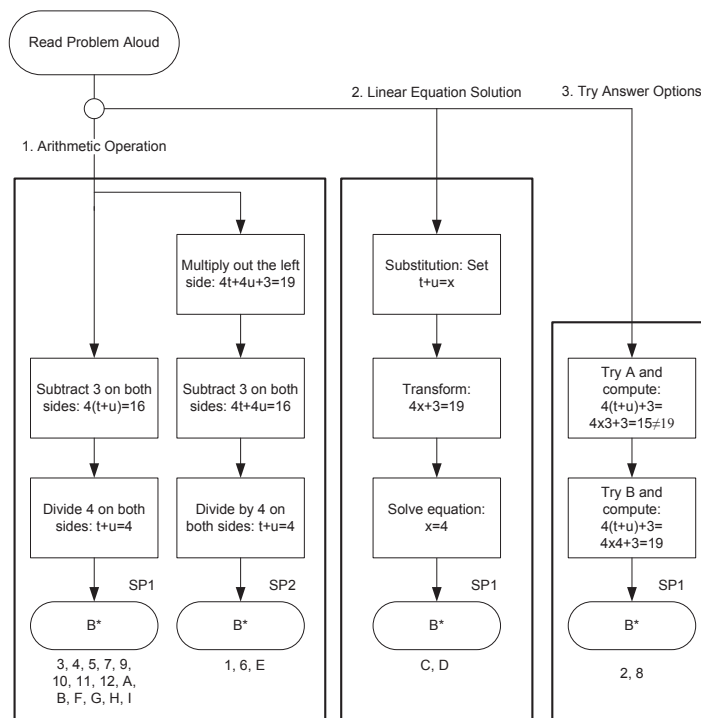 Read Problem Aloud
2. Linear Equation Solution
3. Try Answer Options
1. Arithmetic Operation
Multiply out the left
side: 4t+4u+3=19
Substitution: Set
t+u=x
Subtract 3 on both
sides: 4(t+u)=16
Subtract 3 on both
sides: 4t+4u=16
Transform:
4x+3=19
Try A and
compute:
4(t+u)+3=
4x3+3=15≠19
Divide 4 on both
sides: t+u=4
Divide by 4 on
both sides: t+u=4
Solve equation:
x=4
Try B and
compute:
4(t+u)+3=
4x4+3=19
SP1
SP2
SP1
SP1
B*
B*
B*
B*
3, 4, 5, 7, 9,
10, 11, 12, A,
B, F, G, H, I
1, 6, E
C, D
2, 8